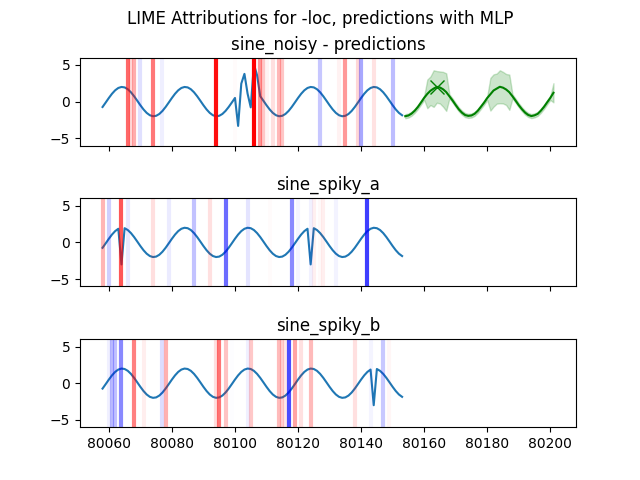 LIME Attributions for -loc, predictions with MLP
sine_noisy - predictions
5
0
−5
sine_spiky_a
5
0
−5
sine_spiky_b
5
0
−5
80060 80080 80100 80120 80140 80160 80180 80200